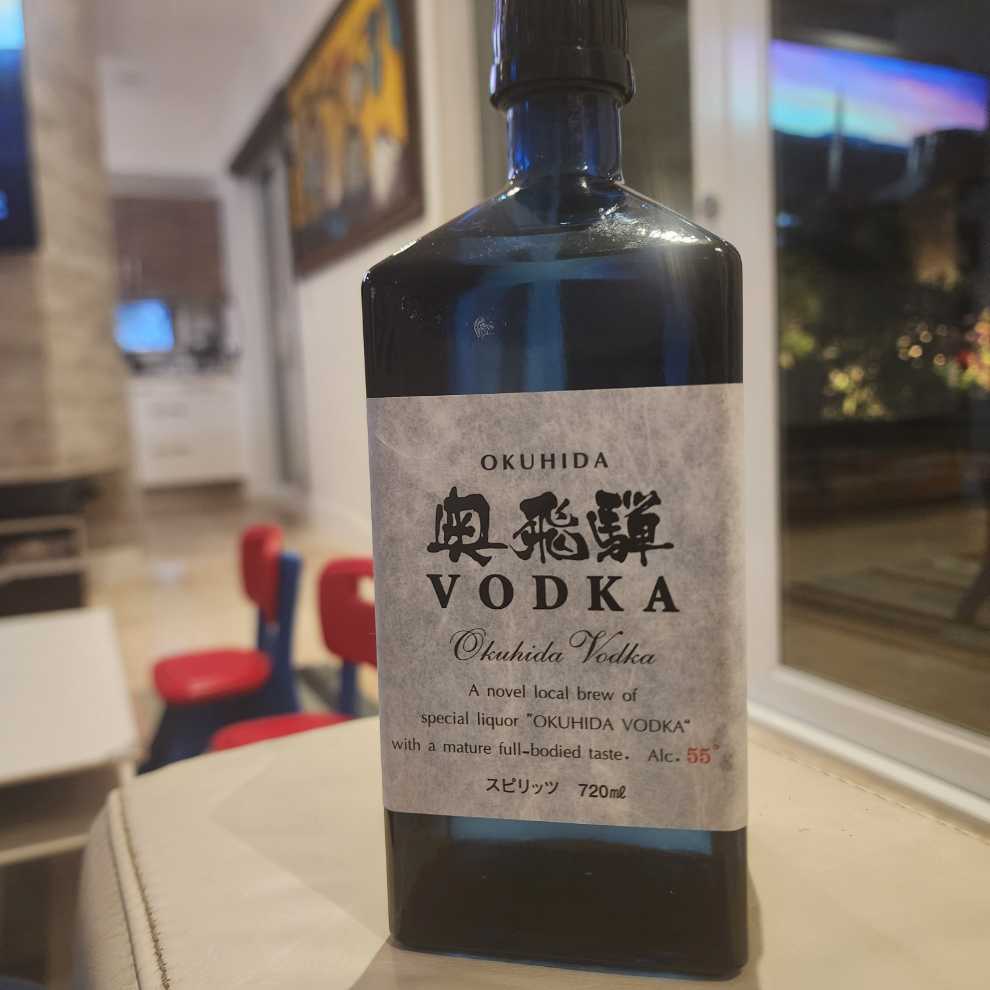 OKUHIDA
奥飛騨
VODKA
Okuhida Vodka
A novel local brew of
special liquor "OKUHIDA VODKA"
with a mature full-bodied taste. Alc. 55°
スピリッツ 720㎖